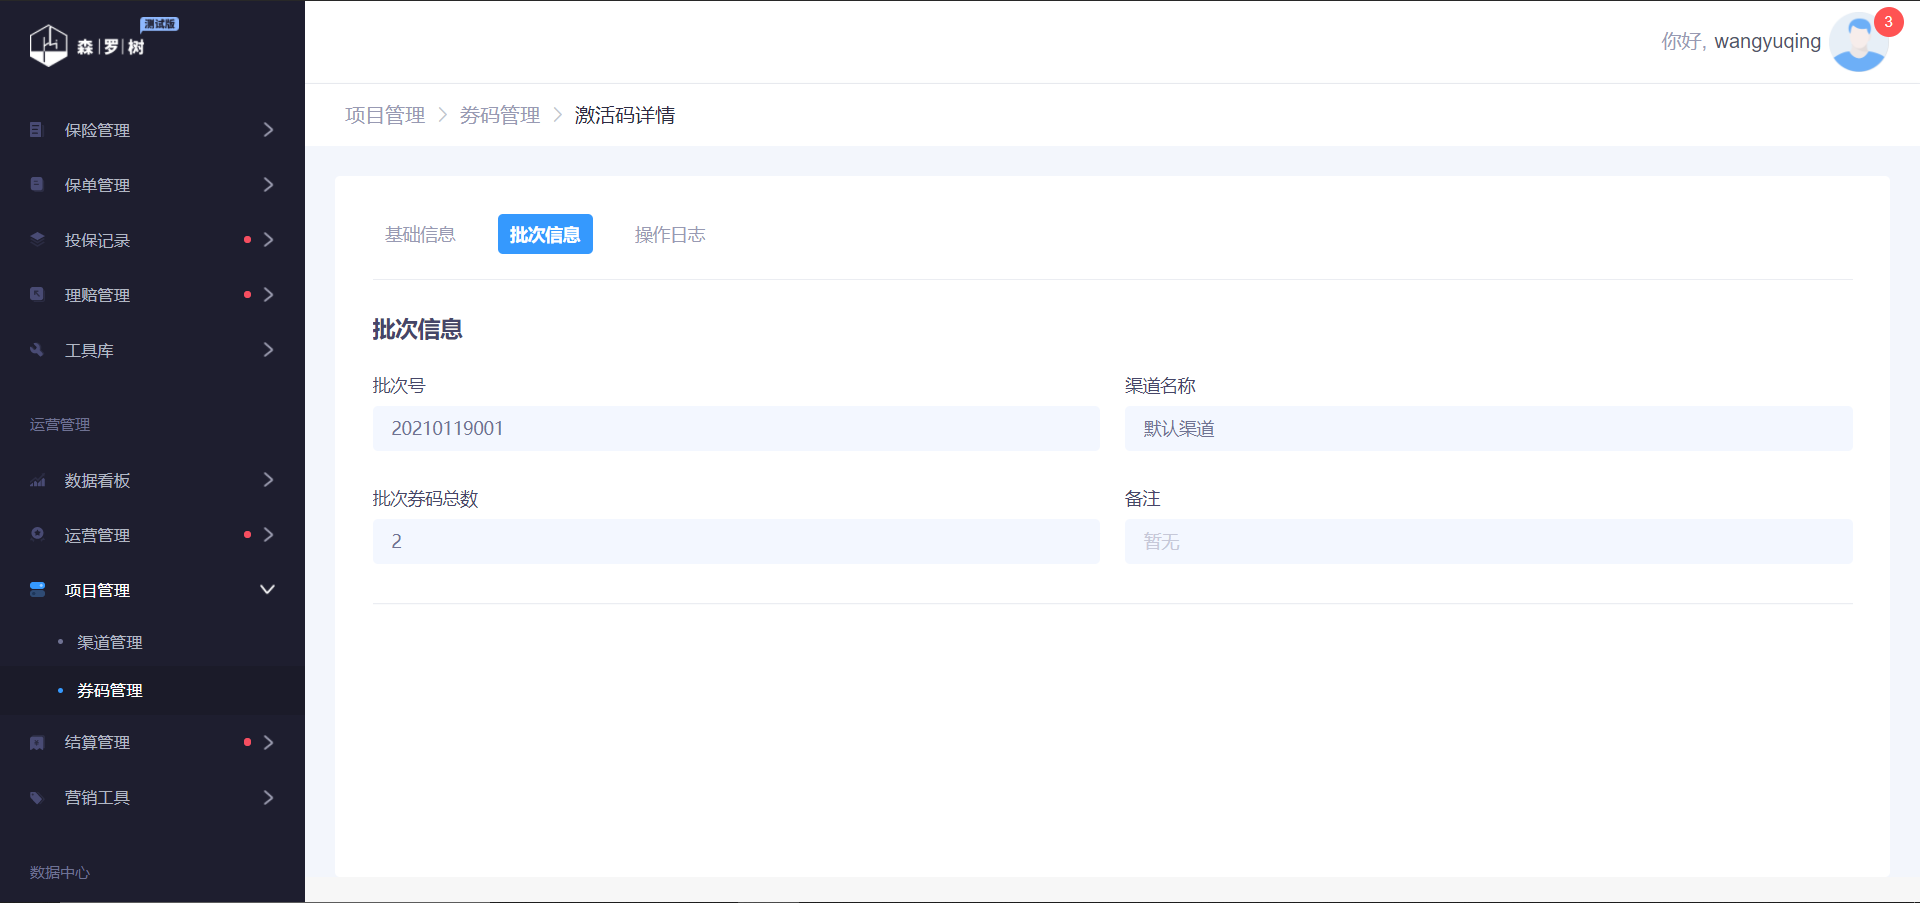 测试版
森|罗|树
保险管理
保单管理
投保记录
理赔管理
工具库
运营管理
数据看板
运营管理
项目管理
渠道管理
券码管理
结算管理
营销工具
数据中心
你好, wangyuqing
3
项目管理 > 券码管理 > 激活码详情
基础信息 批次信息 操作日志
批次信息
批次号
20210119001
渠道名称
默认渠道
批次券码总数
2
备注
暂无